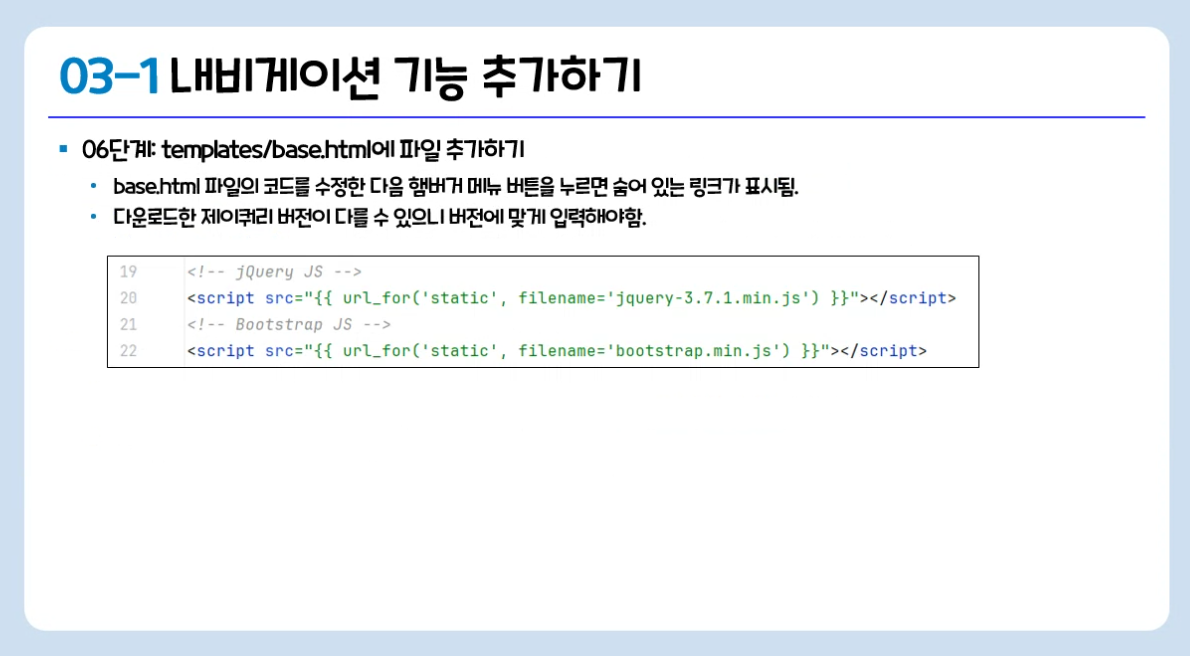 03-1 내비게이션 기능 추가하기
06단계: templates/base.html에 파일 추가하기
base.html 파일의 코드를 수정한 다음 햄버거 메뉴 버튼을 누르면 숨어 있는 링크가 표시됨.
다운로드한 제이쿼리 버전이 다를 수 있으니 버전에 맞게 입력해야함.
19 <!-- jQuery JS -->
20 <script src="{{ url_for('static', filename='jquery-3.7.1.min.js') }}"></script>
21 <!-- Bootstrap JS -->
22 <script src="{{ url_for('static', filename='bootstrap.min.js') }}"></script>